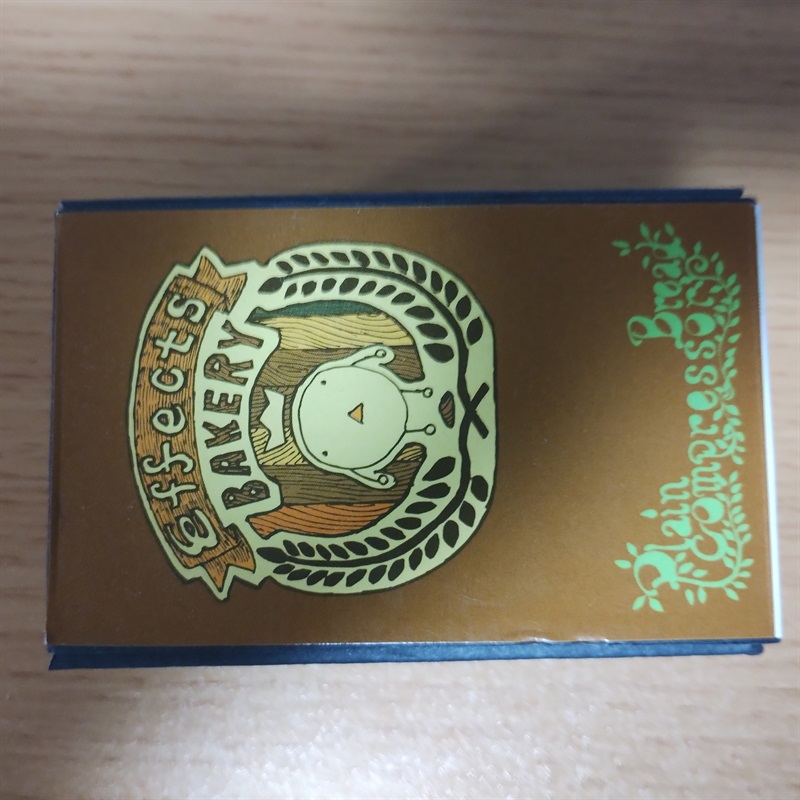 Effects
BAKERY
Plain Bread
Compressor